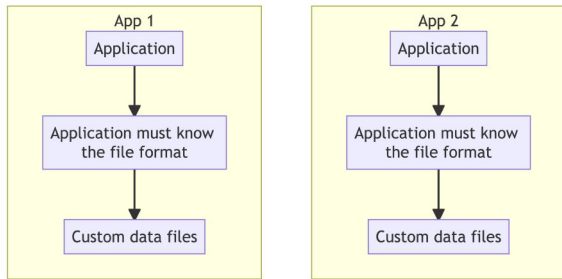 App 1
Application
Application must know
the file format
Custom data files
App 2
Application
Application must know
the file format
Custom data files